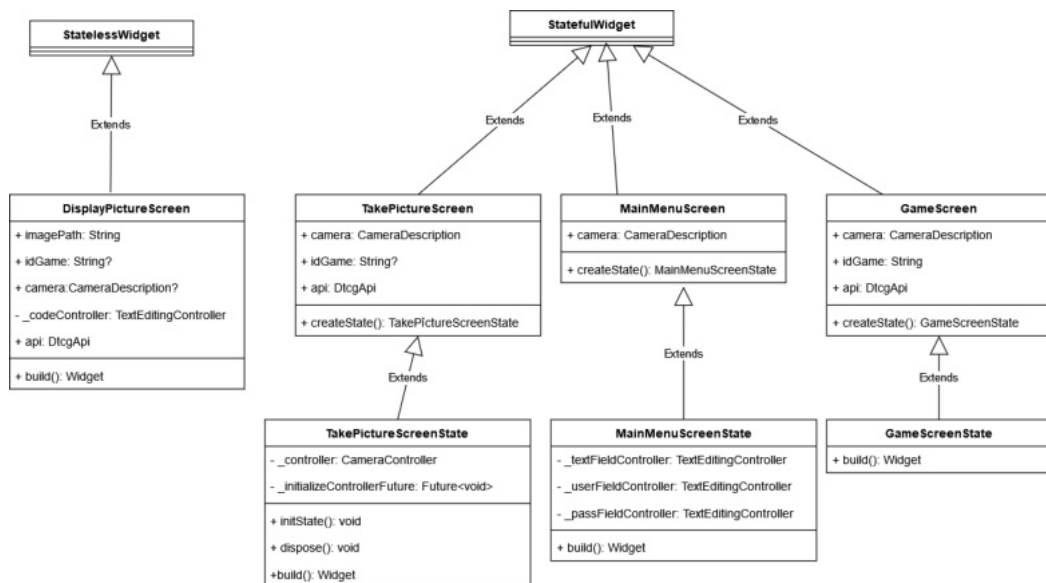 StatelessWidget
StatefulWidget
Extends
Extends
Extends
Extends
DisplayPictureScreen
+ imagePath: String
+ idGame: String?
+ camera:CameraDescription?
- _codeController: TextEditingController
+ api: DtcgApi
+ build(): Widget
TakePictureScreen
+ camera: CameraDescription
+ idGame: String?
+ api: DtcgApi
+ createState(): TakePictureScreenState
MainMenuScreen
+ camera: CameraDescription
+ createState(): MainMenuScreenState
GameScreen
+ camera: CameraDescription
+ idGame: String
+ api: DtcgApi
+ createState(): GameScreenState
Extends
Extends
Extends
TakePictureScreenState
- _controller: CameraController
- _initializeControllerFuture: Future<void>
+ initState(): void
+ dispose(): void
+build(): Widget
MainMenuScreenState
- _textFieldController: TextEditingController
- _userFieldController: TextEditingController
- _passFieldController: TextEditingController
+ build(): Widget
GameScreenState
+ build(): Widget